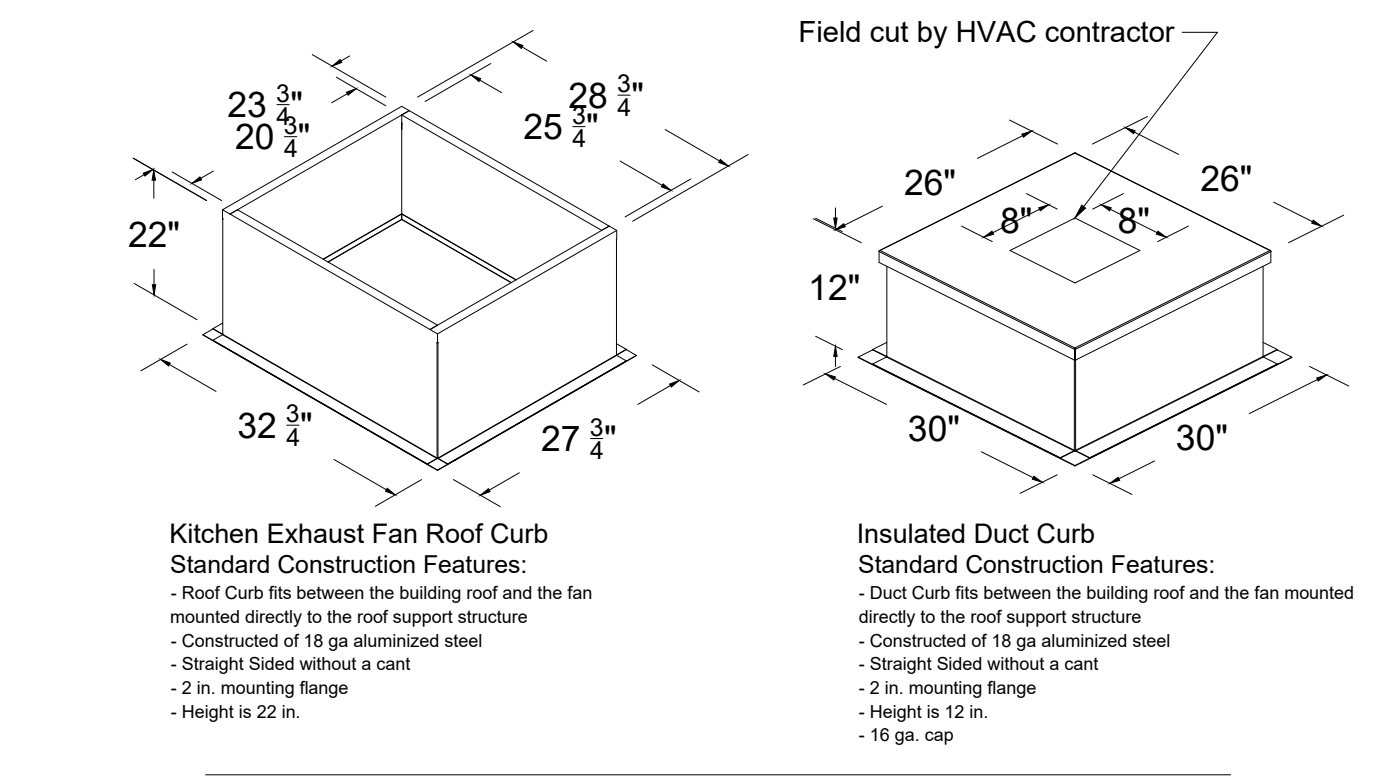 Field cut by HVAC contractor
23 3/4"
20 3/4"
28 3/4"
25 3/4"
22"
32 3/4"
27 3/4"
26"
26"
8"
8"
12"
30"
30"
Kitchen Exhaust Fan Roof Curb
Standard Construction Features:
- Roof Curb fits between the building roof and the fan
mounted directly to the roof support structure
- Constructed of 18 ga aluminized steel
- Straight Sided without a cant
- 2 in. mounting flange
- Height is 22 in.
Insulated Duct Curb
Standard Construction Features:
- Duct Curb fits between the building roof and the fan mounted
directly to the roof support structure
- Constructed of 18 ga aluminized steel
- Straight Sided without a cant
- 2 in. mounting flange
- Height is 12 in.
- 16 ga. cap